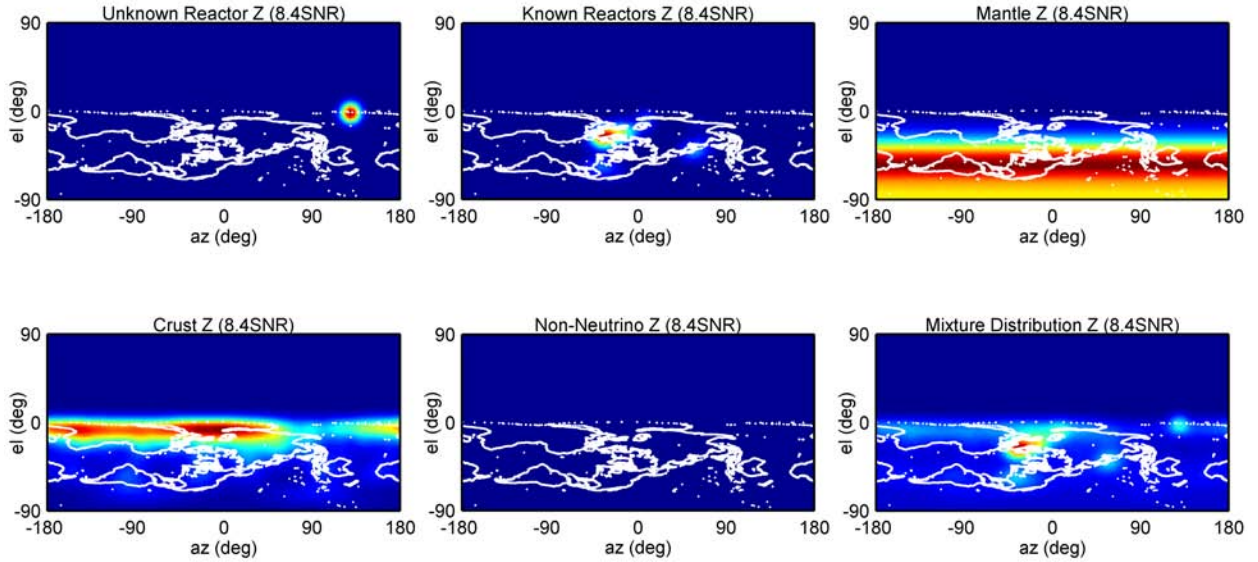 Unknown Reactor Z (8.4SNR)
90
0
-90
el (deg)
-180
-90
0
90
180
az (deg)
Known Reactors Z (8.4SNR)
90
0
-90
el (deg)
-180
-90
0
90
180
az (deg)
Mantle Z (8.4SNR)
90
0
-90
el (deg)
-180
-90
0
90
180
az (deg)
Crust Z (8.4SNR)
90
0
-90
el (deg)
-180
-90
0
90
180
az (deg)
Non-Neutrino Z (8.4SNR)
90
0
-90
el (deg)
-180
-90
0
90
180
az (deg)
Mixture Distribution Z (8.4SNR)
90
0
-90
el (deg)
-180
-90
0
90
180
az (deg)